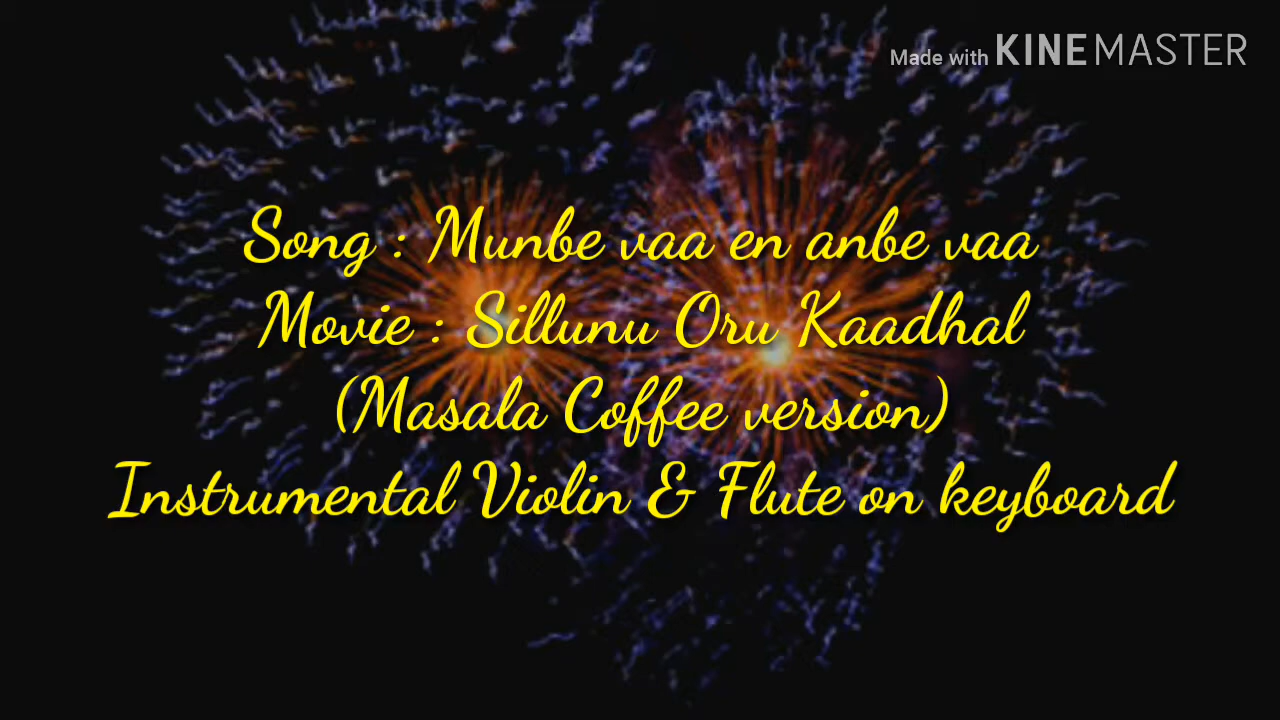 Made with KINEMASTER
Song : Munbe vaa en anbe vaa
Movie : Sillunu Oru Kaadhal
(Masala Coffee version)
Instrumental Violin & Flute on keyboard